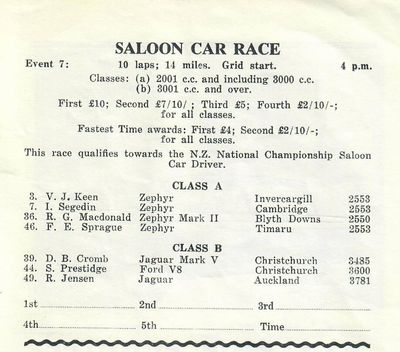 SALOON CAR RACE
Event 7: 10 laps; 14 miles. Grid start. 4 p.m.
Classes: (a) 2001 c.c. and including 3000 c.c.
(b) 3001 c.c. and over.
First £10; Second £7/10/; Third £5; Fourth £2/10/-;
for all classes.
Fastest Time awards: First £4; Second £2/10/-;
for all classes.
This race qualifies towards the N.Z. National Championship Saloon
Car Driver.
CLASS A
3. V. J. Keen Zephyr Invercargill 2553
7. I. Segedin Zephyr Cambridge 2553
36. R. G. Macdonald Zephyr Mark II Blyth Downs 2550
46. F. E. Sprague Zephyr Timaru 2553
CLASS B
39. D. B. Cromb Jaguar Mark V Christchurch 3485
44. S. Prestidge Ford V8 Christchurch 3600
49. R. Jensen Jaguar Auckland 3781
1st 2nd 3rd
4th 5th Time